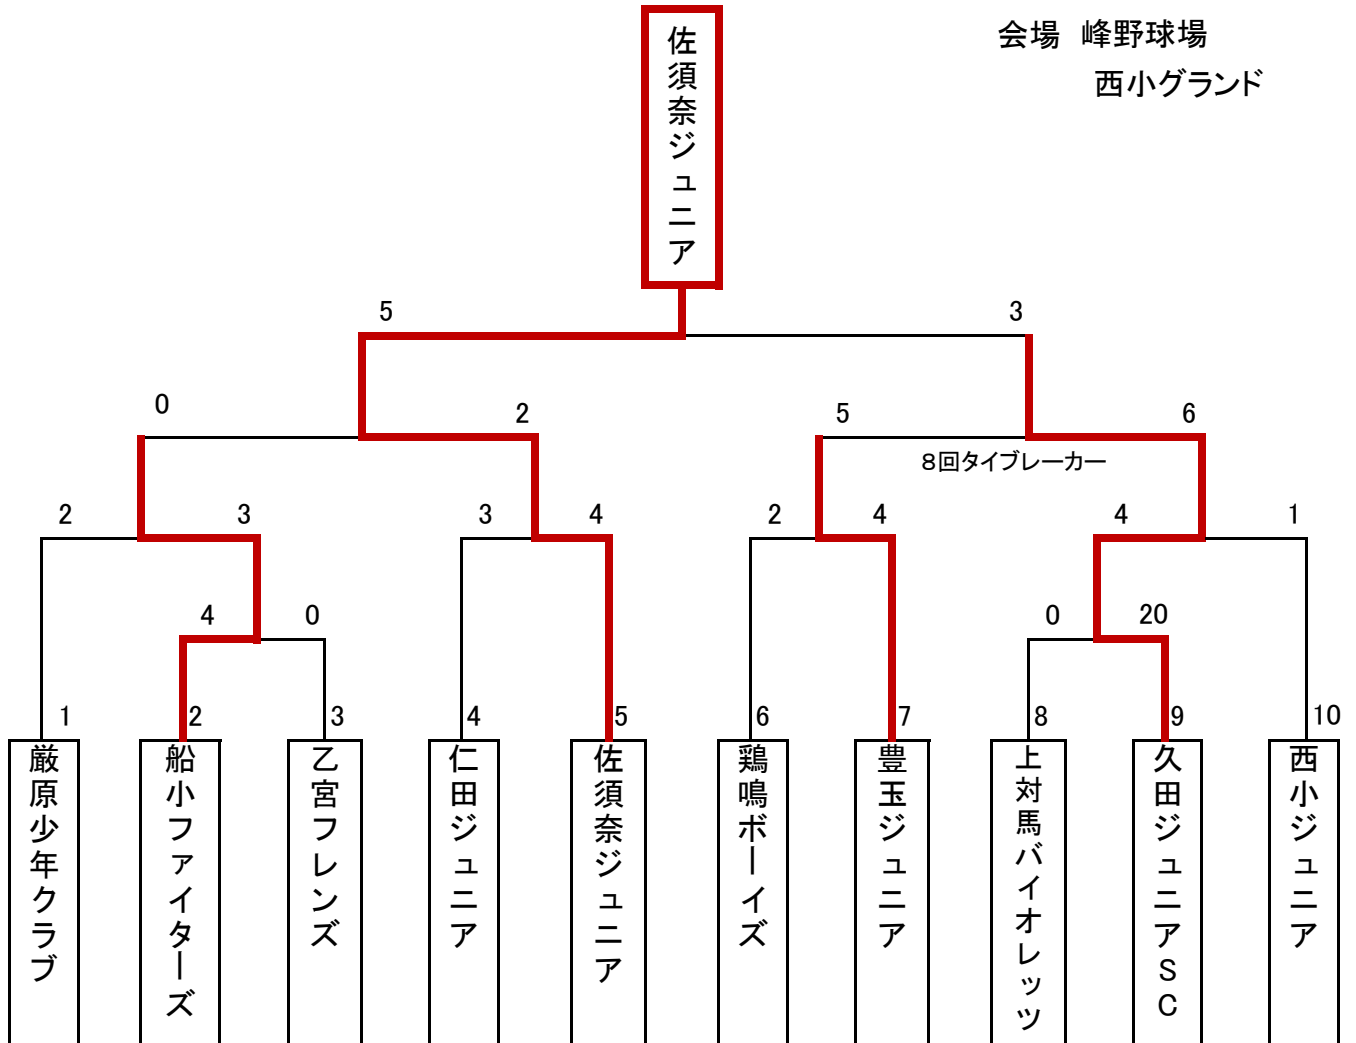 会場 峰野球場
西小グランド
佐須奈ジュニア
5
3
0
2
5
6
8回タイブレーカー
2
3
3
4
2
4
4
1
4
0
0
20
1
2
3
4
5
6
7
8
9
10
厳原少年クラブ
船小ファイターズ
乙宮フレンズ
仁田ジュニア
佐須奈ジュニア
鶏鳴ボーイズ
豊玉ジュニア
上対馬バイオレッツ
久田ジュニアSC
西小ジュニア